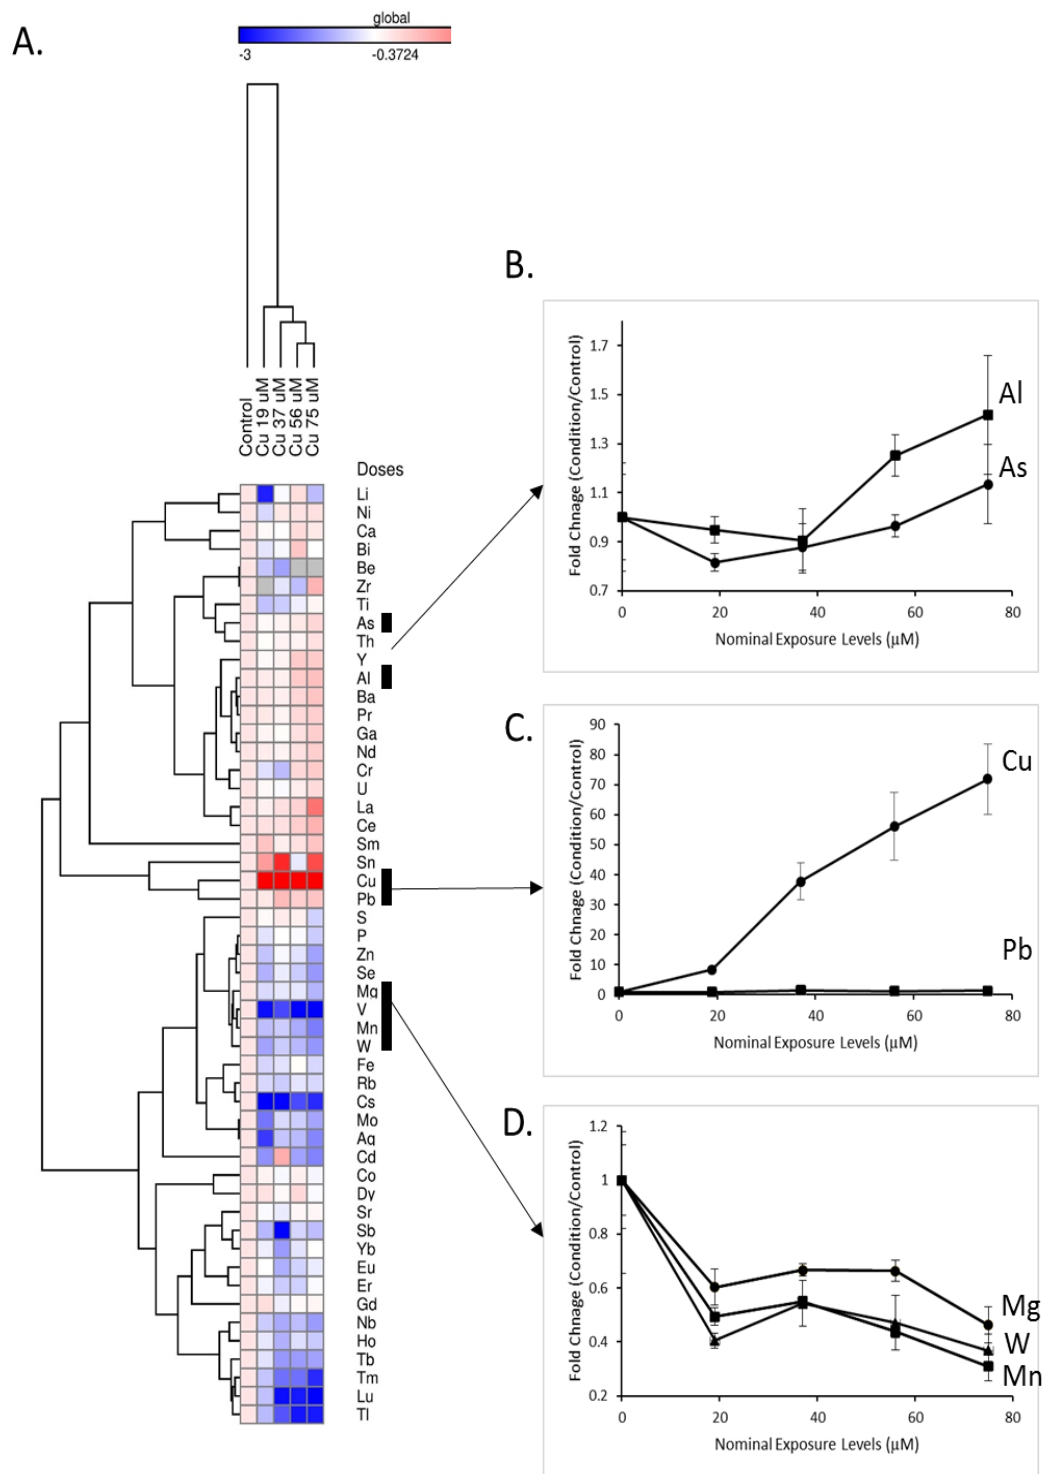 A.
global
-3
-0.3724
Control
Cu 19 uM
Cu 37 uM
Cu 56 uM
Cu 75 uM
Doses
Li
Ni
Ca
Bi
Be
Zr
Ti
As
Th
Y
Al
Ba
Pr
Ga
Nd
Cr
U
La
Ce
Sm
Sn
Cu
Pb
S
P
Zn
Se
Mg
V
Mn
W
Fe
Rb
Cs
Mo
Ag
Cd
Co
Dy
Sr
Sb
Yb
Eu
Er
Gd
Nb
Ho
Tb
Tm
Lu
Tl
B.
Fold Chnage (Condition/Control)
1.7
1.5
1.3
1.1
0.9
0.7
0 20 40 60 80
Nominal Exposure Levels (µM)
Al
As
C.
Fold Chnage (Condition/Control)
90
80
70
60
50
40
30
20
10
0
0 20 40 60 80
Nominal Exposure Levels (µM)
Cu
Pb
D.
Fold Chnage (Condition/Control)
1.2
1
0.8
0.6
0.4
0.2
0 20 40 60 80
Nominal Exposure Levels (µM)
Mg
W
Mn